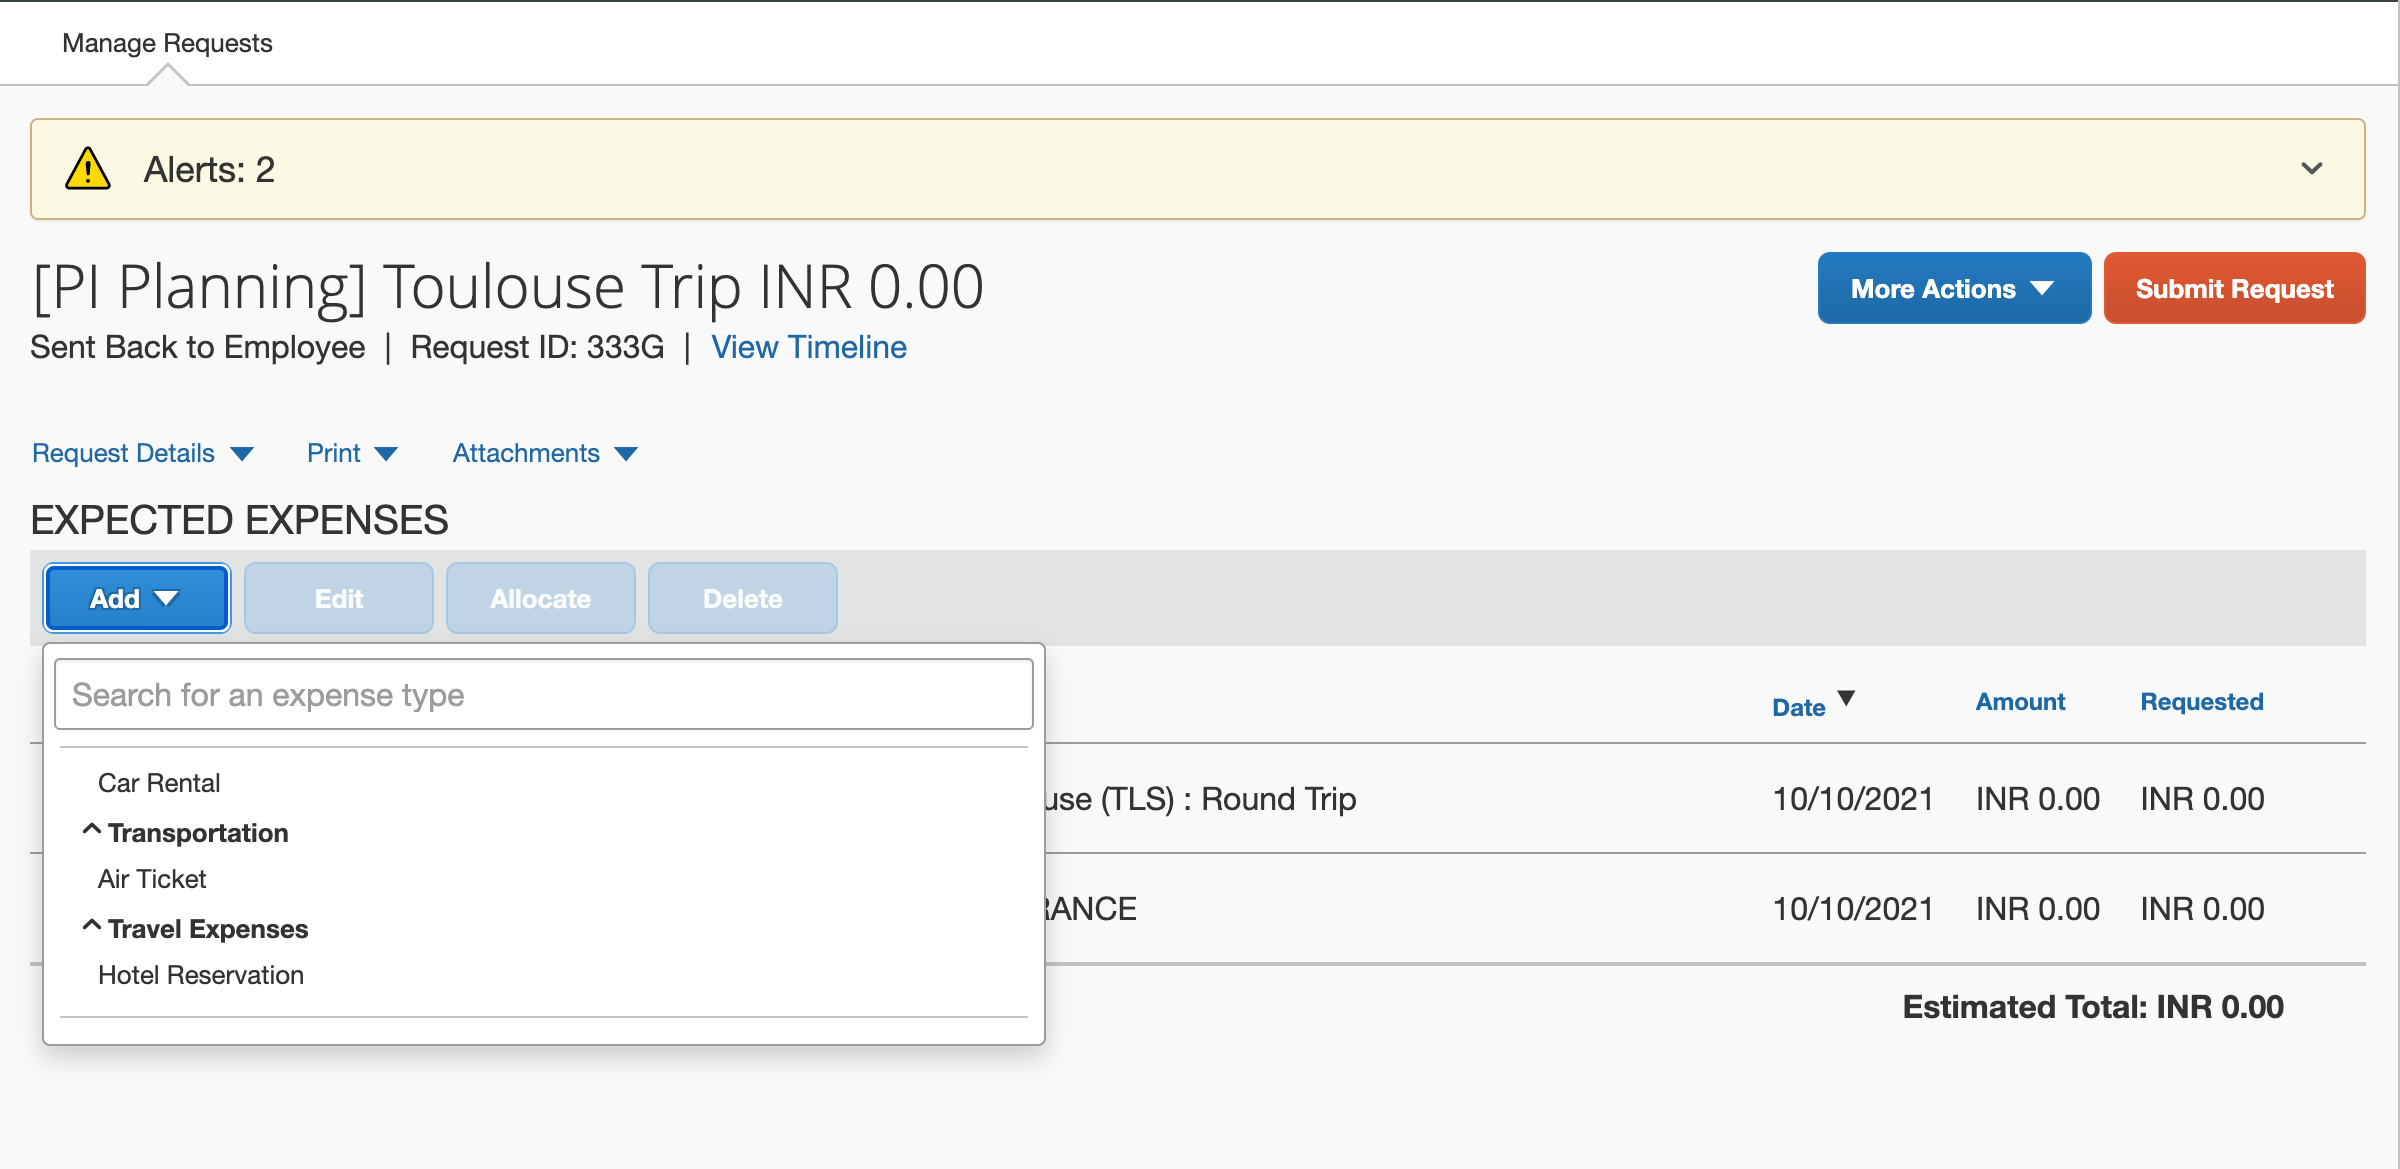 Manage Requests
Alerts: 2
[PI Planning] Toulouse Trip INR 0.00
More Actions
Submit Request
Sent Back to Employee | Request ID: 333G | View Timeline
Request Details Print Attachments
EXPECTED EXPENSES
Add Edit Allocate Delete
Search for an expense type
Date Amount Requested
Car Rental
(TLS) : Round Trip 10/10/2021 INR 0.00 INR 0.00
Transportation
Air Ticket
10/10/2021 INR 0.00 INR 0.00
Travel Expenses
Hotel Reservation
Estimated Total: INR 0.00